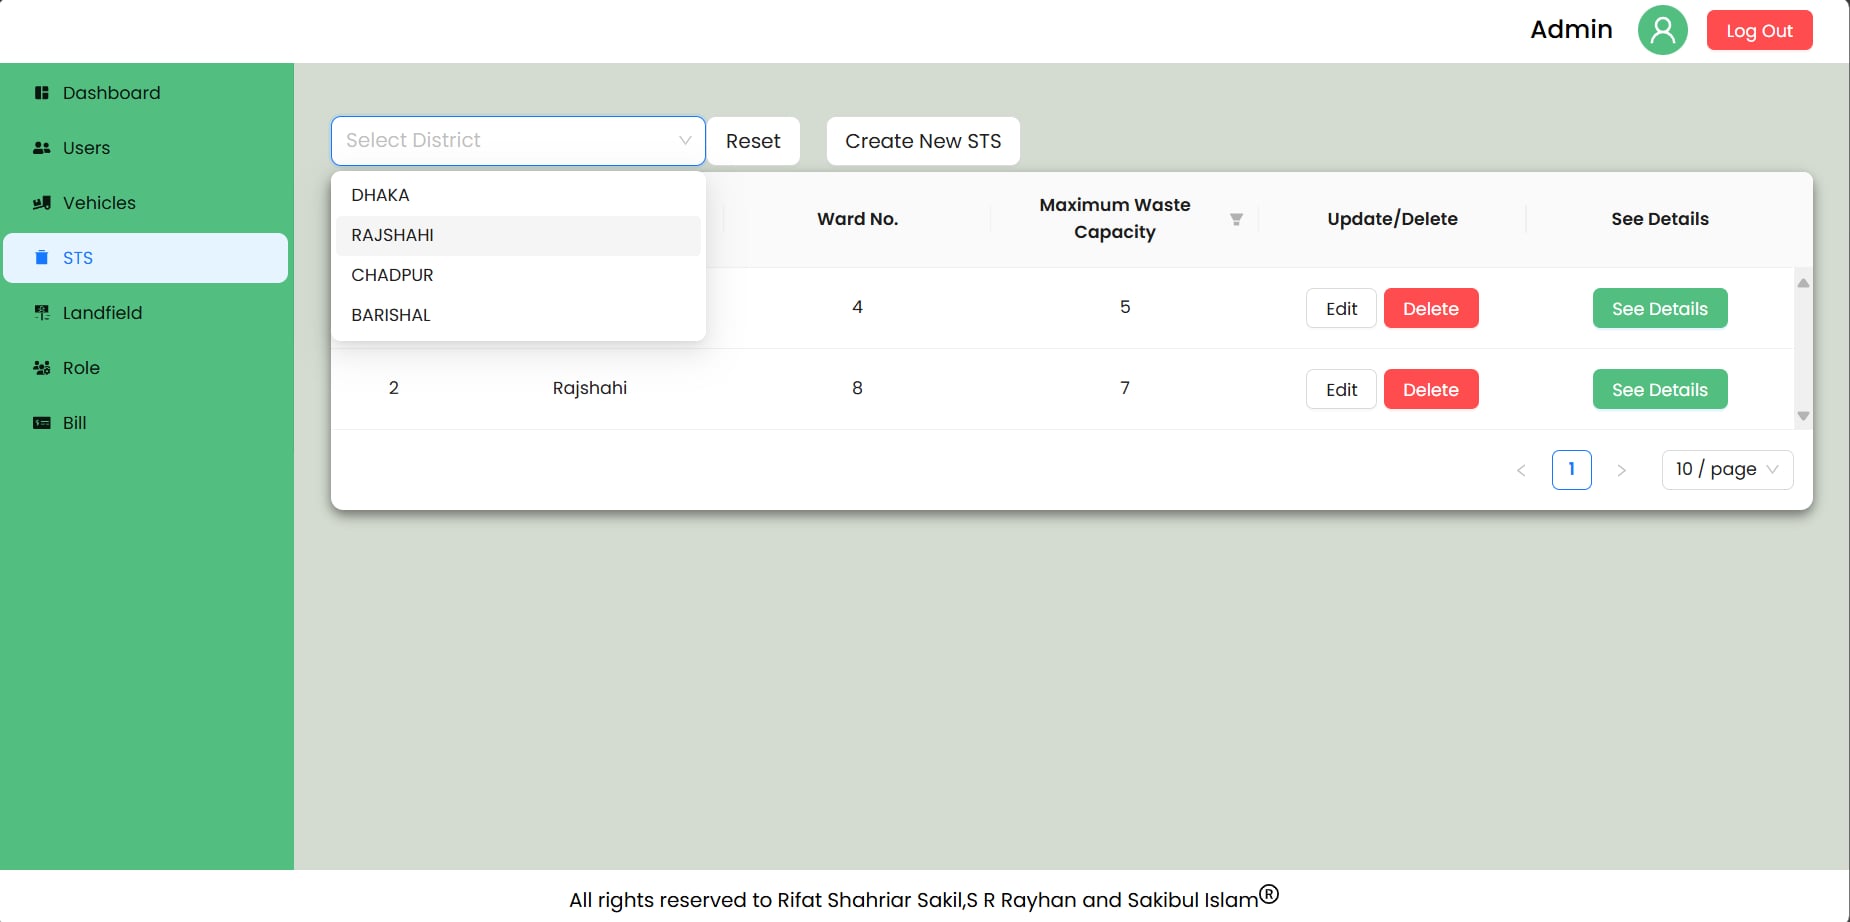 Admin
Log Out
Dashboard
Users
Vehicles
STS
Landfield
Role
Bill
Select District
Reset
Create New STS
DHAKA
RAJSHAHI
CHADPUR
BARISHAL
Ward No.
Maximum Waste
Capacity
Update/Delete
See Details
4
5
Edit
Delete
See Details
2
Rajshahi
8
7
Edit
Delete
See Details
<
1
>
10 / page
All rights reserved to Rifat Shahriar Sakil,S R Rayhan and Sakibul Islam®